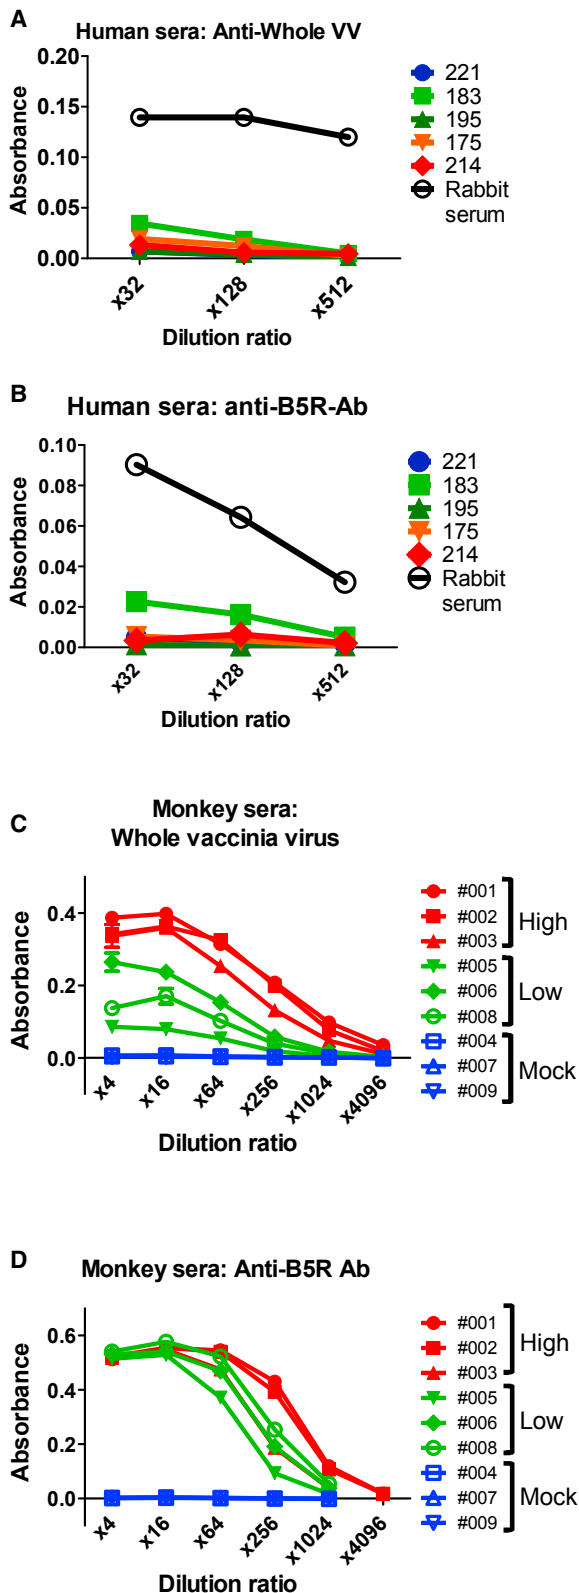 A
Human sera: Anti-Whole VV
Absorbance
0.20
0.15
0.10
0.05
0.00
x32
x128
x512
Dilution ratio
221
183
195
175
214
Rabbit
serum
B
Human sera: anti-B5R-Ab
Absorbance
0.10
0.08
0.06
0.04
0.02
0.00
x32
x128
x512
Dilution ratio
221
183
195
175
214
Rabbit
serum
C
Monkey sera:
Whole vaccinia virus
Absorbance
0.4
0.2
0.0
x4
x16
x64
x256
x1024
x4096
Dilution ratio
#001
#002
#003
High
#005
#006
#008
Low
#004
#007
#009
Mock
D
Monkey sera: Anti-B5R Ab
Absorbance
0.6
0.4
0.2
0.0
x4
x16
x64
x256
x1024
x4096
Dilution ratio
#001
#002
#003
High
#005
#006
#008
Low
#004
#007
#009
Mock